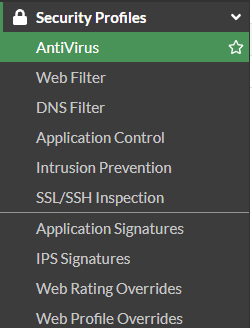 Security Profiles
AntiVirus
Web Filter
DNS Filter
Application Control
Intrusion Prevention
SSL/SSH Inspection
Application Signatures
IPS Signatures
Web Rating Overrides
Web Profile Overrides